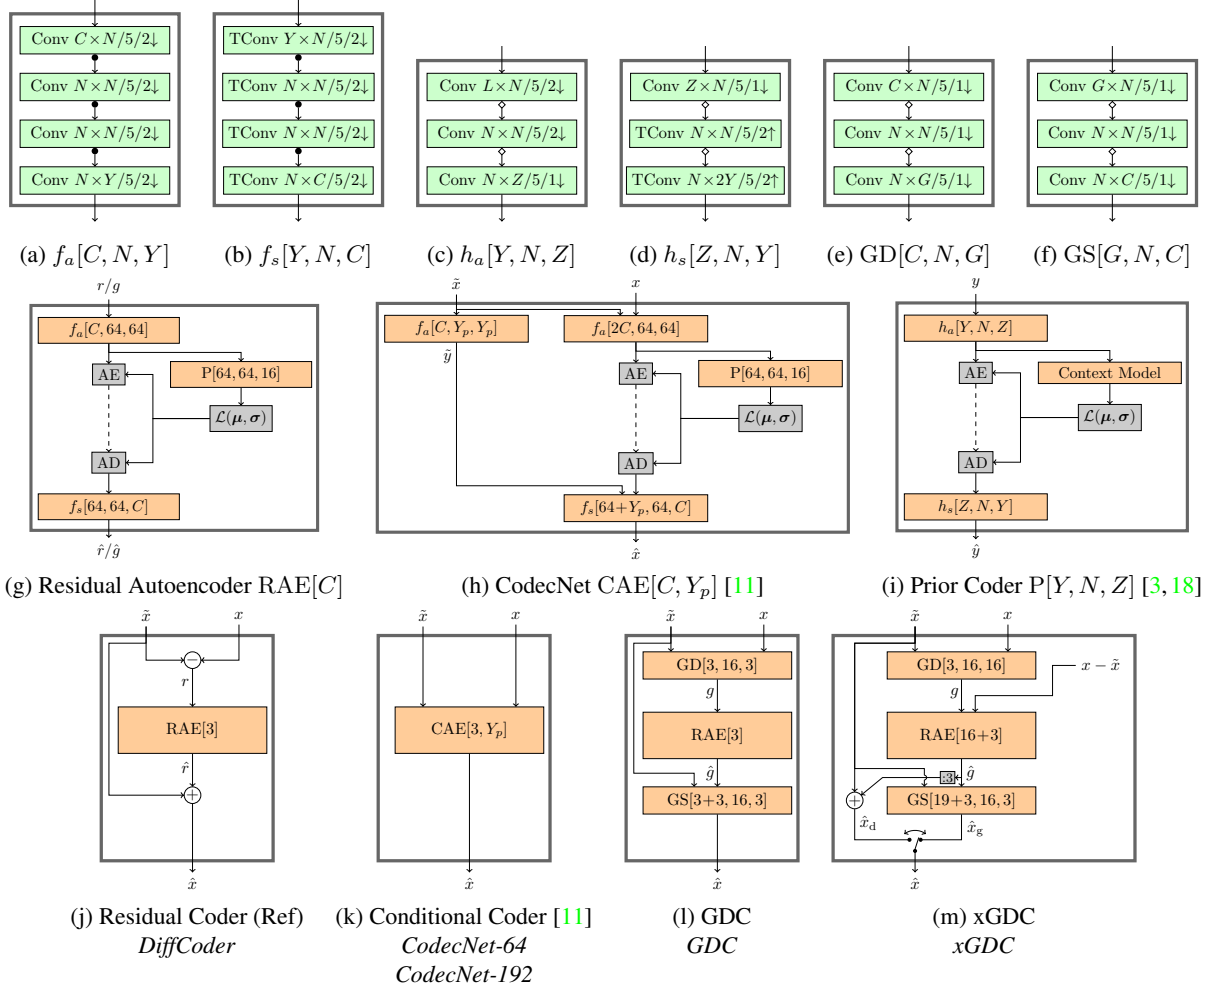 Conv C×N/5/2↓
Conv N×N/5/2↓
Conv N×N/5/2↓
Conv N×Y/5/2↓
(a) f_a[C, N, Y]
TConv Y×N/5/2↓
TConv N×N/5/2↓
TConv N×N/5/2↓
TConv N×C/5/2↓
(b) f_s[Y, N, C]
Conv L×N/5/2↓
Conv N×N/5/2↓
Conv N×Z/5/1↓
(c) h_a[Y, N, Z]
Conv Z×N/5/1↓
TConv N×N/5/2↑
TConv N×2Y/5/2↑
(d) h_s[Z, N, Y]
Conv C×N/5/1↓
Conv N×N/5/1↓
Conv N×G/5/1↓
(e) GD[C, N, G]
Conv G×N/5/1↓
Conv N×N/5/1↓
Conv N×C/5/1↓
(f) GS[G, N, C]
r/g
f_a[C, 64, 64]
AE
P[64, 64, 16]
ℒ(μ, σ)
AD
f_s[64, 64, C]
r̂/ĝ
(g) Residual Autoencoder RAE[C]
x̃
x
f_a[C, Y_p, Y_p]
f_a[2C, 64, 64]
ỹ
AE
P[64, 64, 16]
ℒ(μ, σ)
AD
f_s[64+Y_p, 64, C]
x̂
(h) CodecNet CAE[C, Y_p] [11]
y
h_a[Y, N, Z]
AE
Context Model
ℒ(μ, σ)
AD
h_s[Z, N, Y]
ŷ
(i) Prior Coder P[Y, N, Z] [3, 18]
x̃
x
−
r
RAE[3]
r̂
+
x̂
(j) Residual Coder (Ref)
DiffCoder
x̃
x
CAE[3, Y_p]
x̂
(k) Conditional Coder [11]
CodecNet-64
CodecNet-192
x̃
x
GD[3, 16, 3]
g
RAE[3]
ĝ
GS[3+3, 16, 3]
x̂
(l) GDC
GDC
x̃
x
GD[3, 16, 16]
x − x̃
g
RAE[16+3]
:3
ĝ
+
GS[19+3, 16, 3]
x̂_d
x̂_g
x̂
(m) xGDC
xGDC